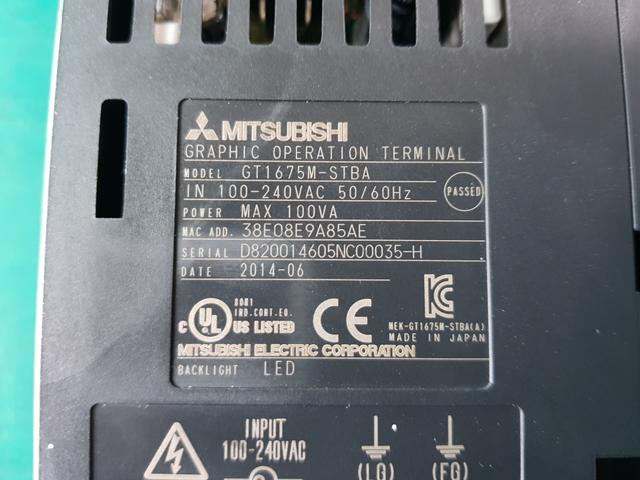 MITSUBISHI
GRAPHIC OPERATION TERMINAL
MODEL GT1675M-STBA
IN 100-240VAC 50/60Hz
PASSED
POWER MAX 100VA
MAC ADD. 38E08E9A85AE
SERIAL D820014605NC00035-H
DATE 2014-06
80M1
IND.CONT.EQ.
C UL US LISTED
CE
MEK-GT1675M-STBA(A)
MADE IN JAPAN
MITSUBISHI ELECTRIC CORPORATION
BACKLIGHT LED
INPUT
100-240VAC
(LG)
(FG)